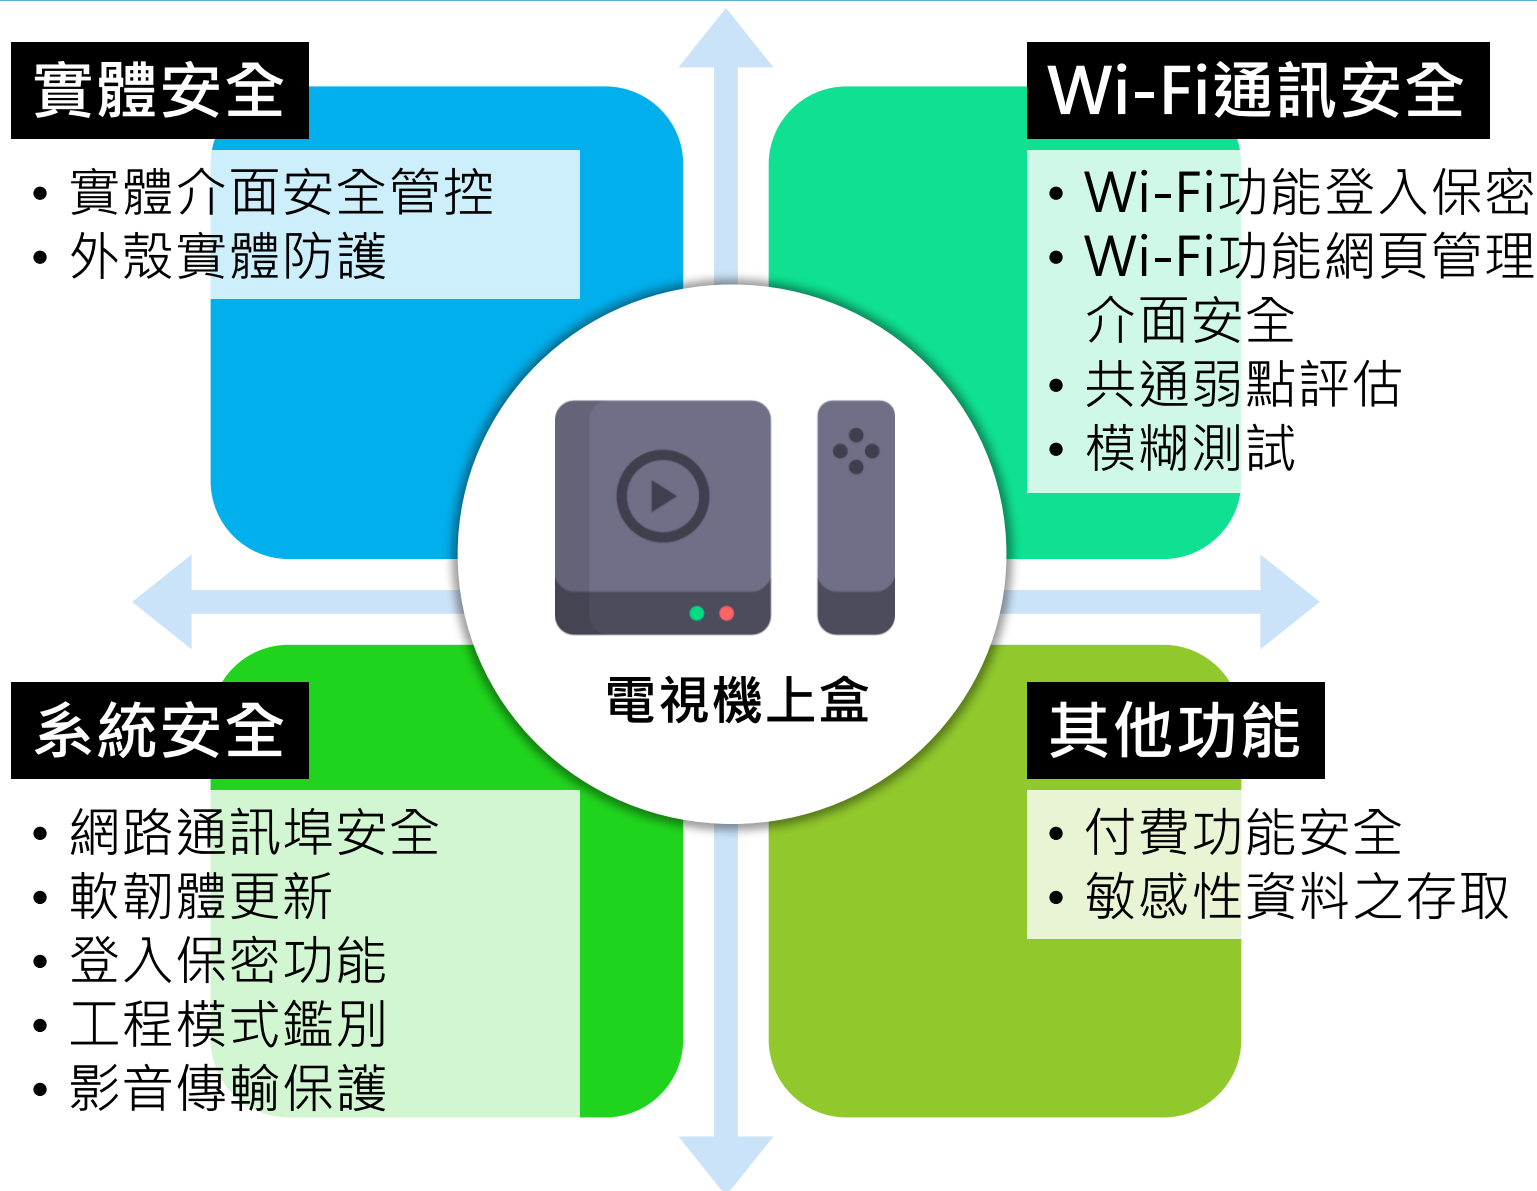 實體安全
• 實體介面安全管控
• 外殼實體防護
Wi-Fi通訊安全
• Wi-Fi功能登入保密
• Wi-Fi功能網頁管理
介面安全
• 共通弱點評估
• 模糊測試
電視機上盒
系統安全
• 網路通訊埠安全
• 軟韌體更新
• 登入保密功能
• 工程模式鑑別
• 影音傳輸保護
其他功能
• 付費功能安全
• 敏感性資料之存取